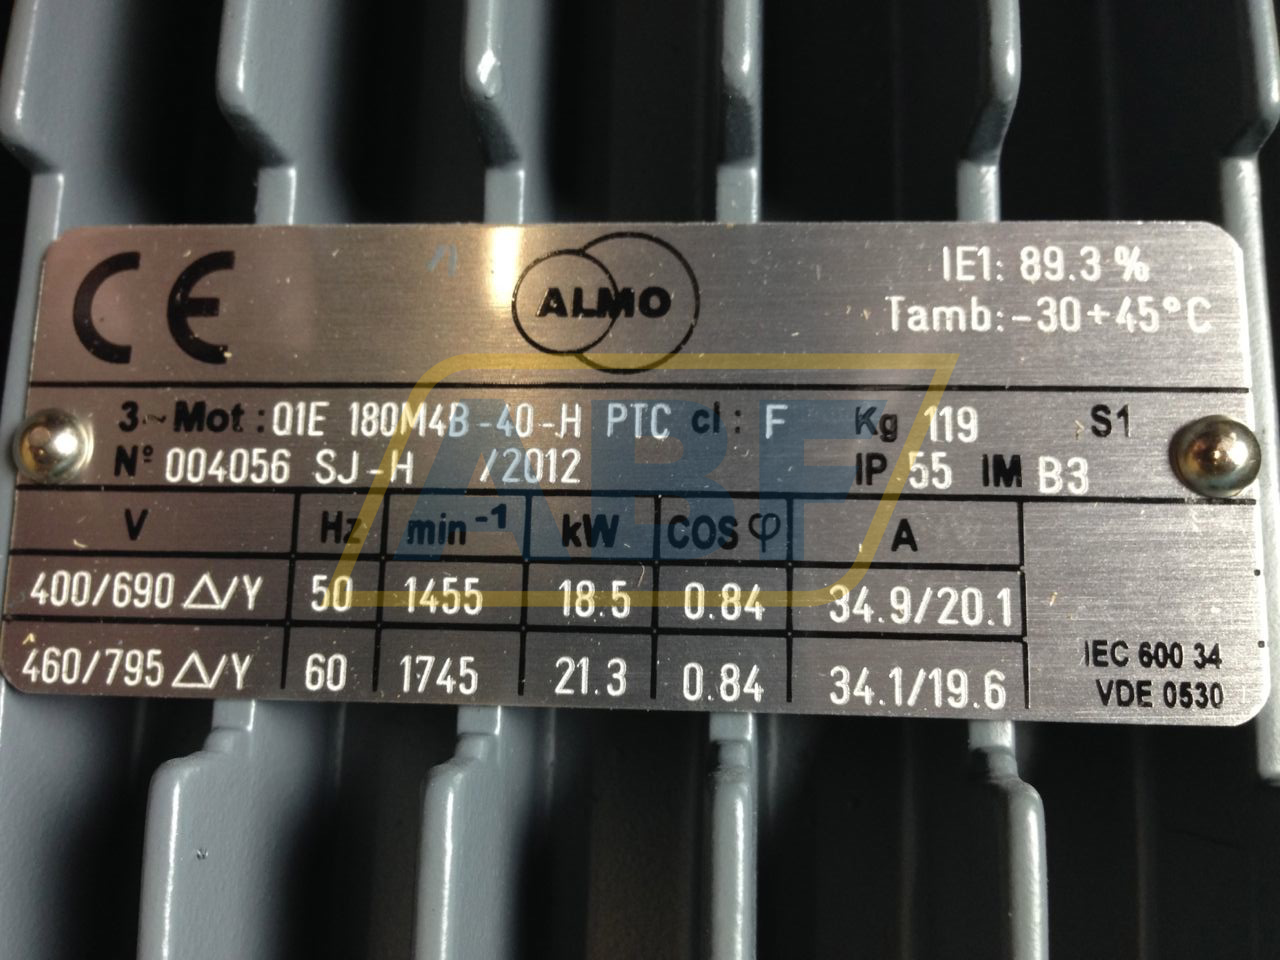 CE
ALMO
IE1: 89.3 %
Tamb: -30+45°C
3~Mot: Q1E 180M4B-40-H PTC cl: F Kg 119 S1
Nº 004056 SJ-H /2012 IP 55 IM B3
V Hz min⁻¹ kW COS φ A
400/690 △/Y 50 1455 18.5 0.84 34.9/20.1
460/795 △/Y 60 1745 21.3 0.84 34.1/19.6
IEC 600 34
VDE 0530
ABF